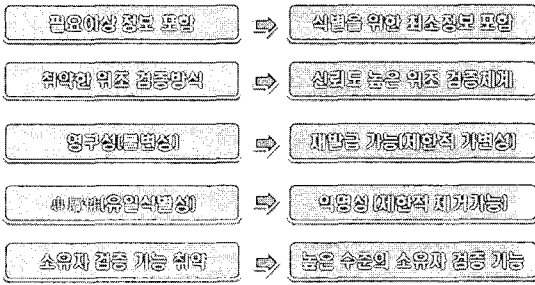 필요이상 정보 포함 ⇨ 식별을 위한 최소정보 포함
취약한 위조 검증방식 ⇨ 신뢰도 높은 위조 검증체계
영구성(불변성) ⇨ 재발급 가능(제한적 가변성)
(유일식별성) ⇨ 익명성 (제한적 제거가능)
소유자 검증 기능 취약 ⇨ 높은 수준의 소유자 검증 기능